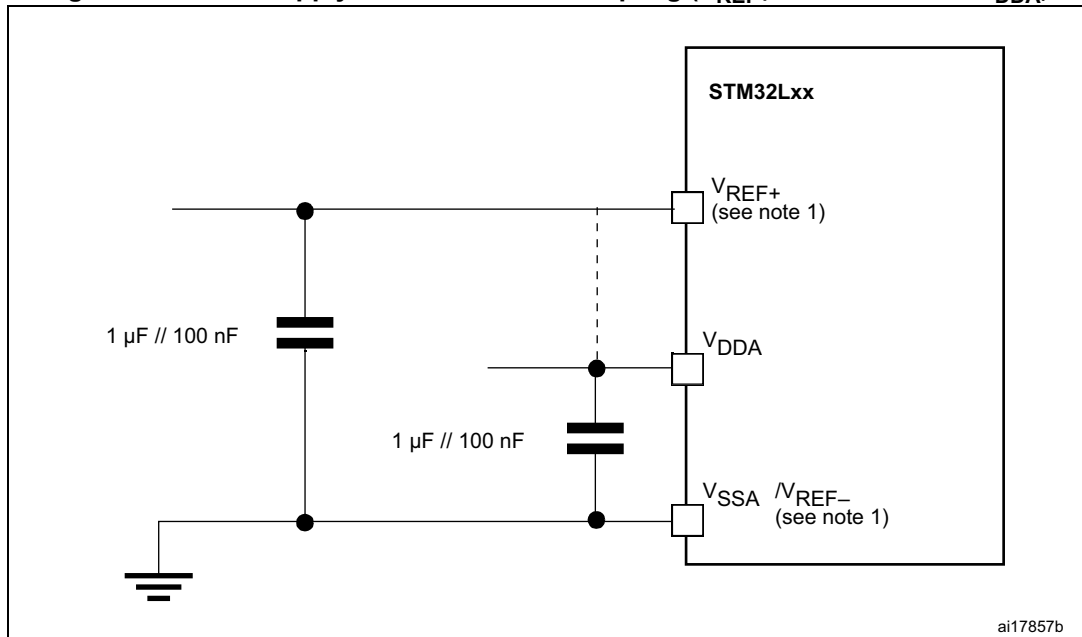 STM32Lxx
VREF+
(see note 1)
1 µF // 100 nF
VDDA
1 µF // 100 nF
VSSA /VREF–
(see note 1)
ai17857b